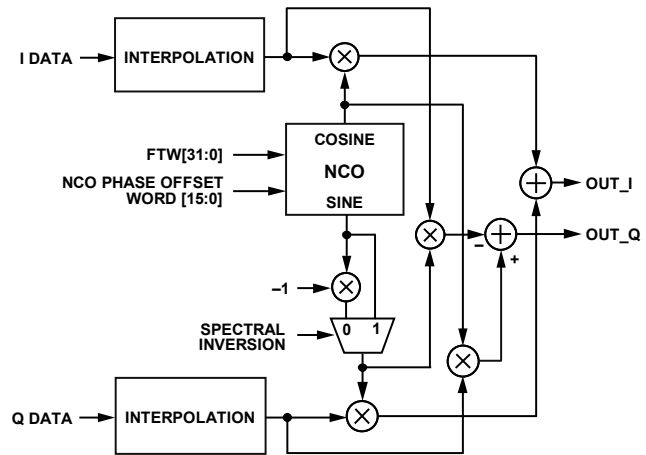 I DATA
INTERPOLATION
COSINE
FTW[31:0]
NCO
NCO PHASE OFFSET
WORD [15:0]
SINE
OUT_I
OUT_Q
–
+
–1
0 1
SPECTRAL
INVERSION
Q DATA
INTERPOLATION